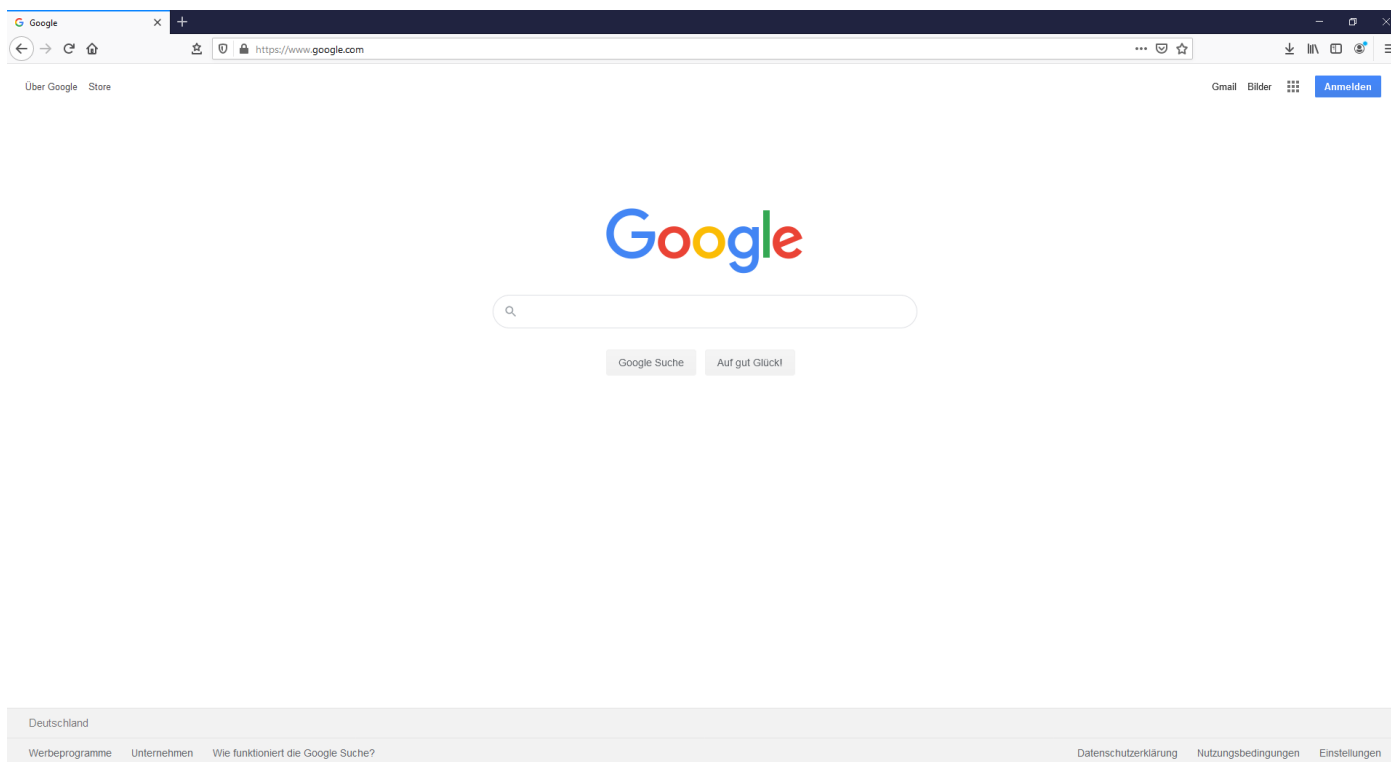 Google
https://www.google.com
Über Google Store
Gmail Bilder Anmelden
Google
Google Suche Auf gut Glück!
Deutschland
Werbeprogramme Unternehmen Wie funktioniert die Google Suche?
Datenschutzerklärung Nutzungsbedingungen Einstellungen